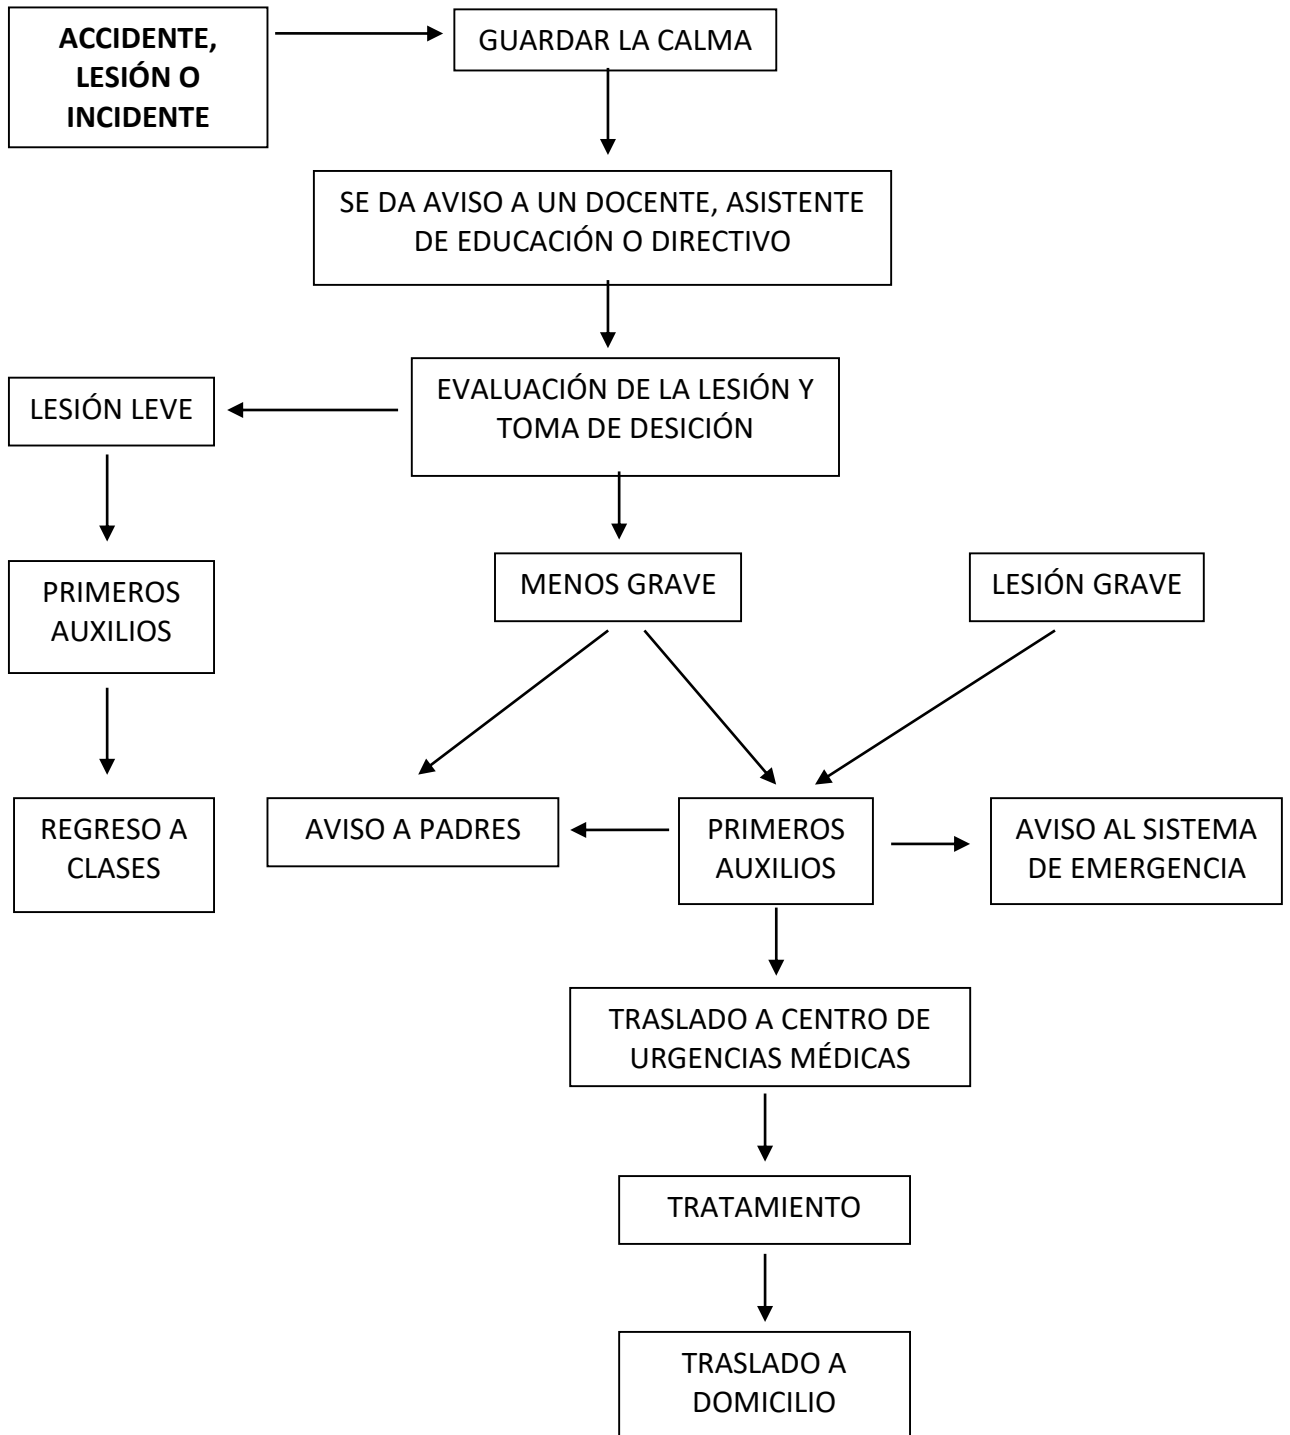 ACCIDENTE,
LESIÓN O
INCIDENTE
GUARDAR LA CALMA
SE DA AVISO A UN DOCENTE, ASISTENTE
DE EDUCACIÓN O DIRECTIVO
EVALUACIÓN DE LA LESIÓN Y
TOMA DE DESICIÓN
LESIÓN LEVE
PRIMEROS
AUXILIOS
MENOS GRAVE
LESIÓN GRAVE
REGRESO A
CLASES
AVISO A PADRES
PRIMEROS
AUXILIOS
AVISO AL SISTEMA
DE EMERGENCIA
TRASLADO A CENTRO DE
URGENCIAS MÉDICAS
TRATAMIENTO
TRASLADO A
DOMICILIO